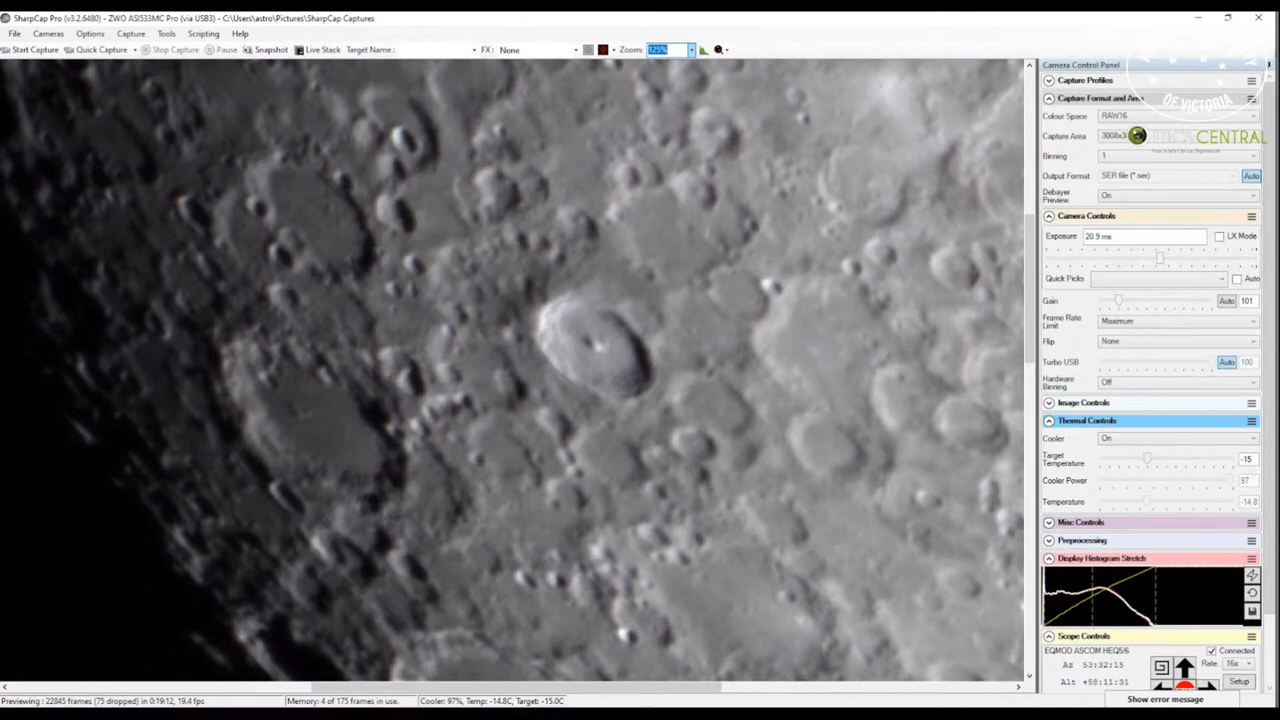 SharpCap Pro (v3.2.6480) - ZWO ASI533MC Pro (via USB3) - C:\Users\astro\Pictures\SharpCap Captures
File Cameras Options Capture Tools Scripting Help
Start Capture Quick Capture Stop Capture Pause Snapshot Live Stack Target Name: FX: None Zoom: 125%
Camera Control Panel
Capture Profiles
Capture Format and Area
DE VICTORIA
Colour Space RAW16
Capture Area 3008x3
CENTRAL
Binning 1
Output Format SER file (*.ser) Auto
Debayer Preview On
Camera Controls
Exposure 20.9 ms LX Mode
Quick Picks Auto
Gain Auto 101
Frame Rate Limit Maximum
Flip None
Turbo USB Auto 100
Hardware Binning Off
Image Controls
Thermal Controls
Cooler On
Target Temperature -15
Cooler Power 97
Temperature -14.8
Misc Controls
Preprocessing
Display Histogram Stretch
Scope Controls
EQMOD ASCOM HEQ5/6 Connected
Az 53:32:15 Rate: 16x
Alt +58:11:31 Setup
Show error message
Previewing : 22845 frames (75 dropped) in 0:19:12, 19.4 fps Memory: 4 of 175 frames in use. Cooler: 97%, Temp: -14.8C, Target: -15.0C